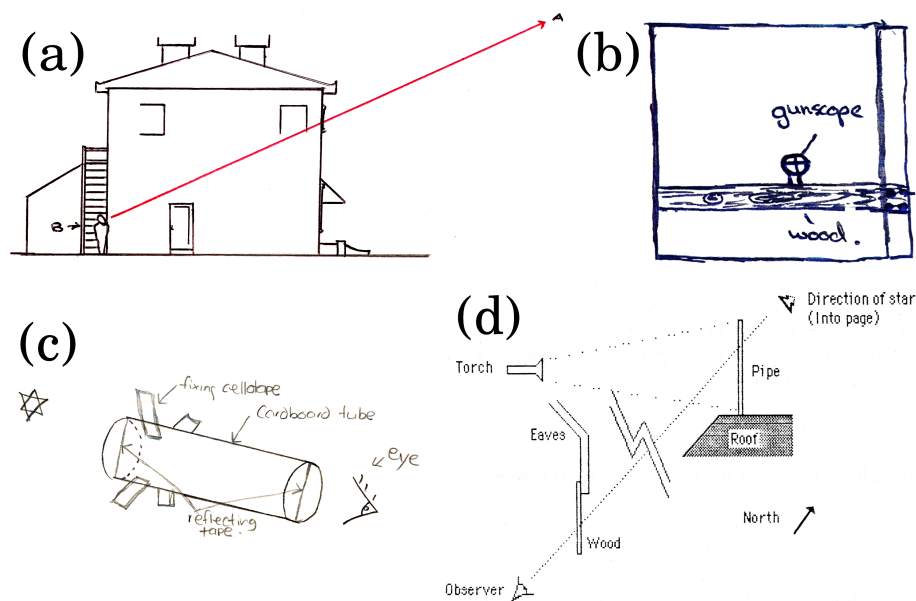 (a)
A
B
(b)
gunscope
wood.
(c)
fixing cellotape
Cardboard tube
eye
reflecting
tape.
(d)
Direction of star
(Into page)
Torch
Pipe
Eaves
Roof
North
Wood
Observer